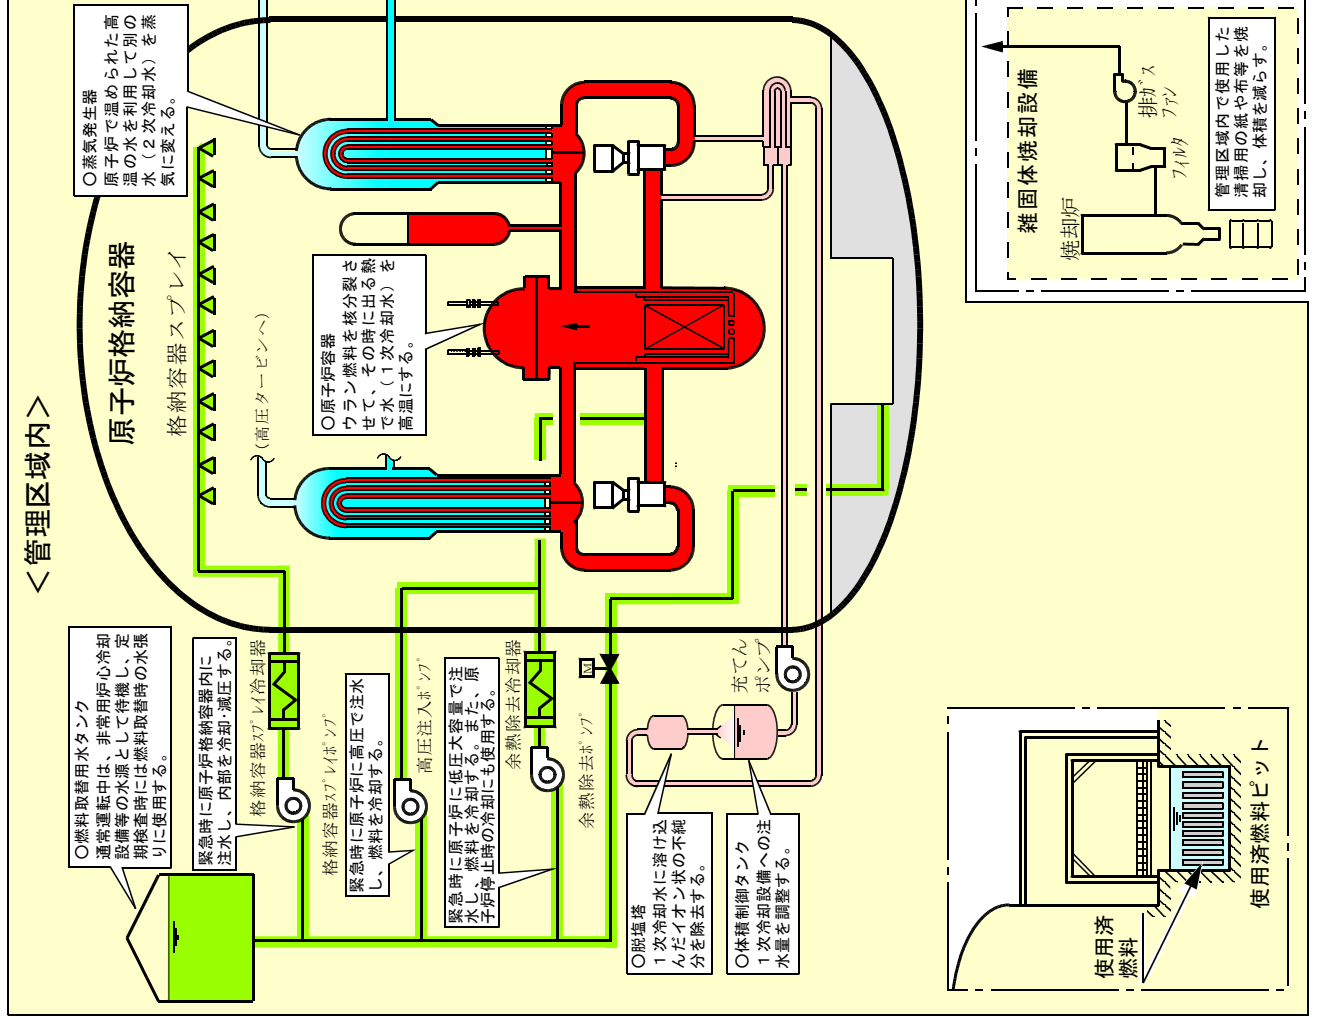 ＜管理区域内＞
○燃料取替用水タンク
通常運転中は、非常用炉心冷却
設備等の水源として待機し、定
期検査時には燃料取替時の水張
りに使用する。
原子炉格納容器
格納容器スプレイ
○蒸気発生器
原子炉で温められた高
温の水を利用して別の
水（２次冷却水）を蒸
気に変える。
緊急時に原子炉格納容器内に
注水し、内部を冷却･減圧する。
格納容器ｽﾌﾟﾚｲ冷却器
（高圧タービンへ）
格納容器ｽﾌﾟﾚｲﾎﾟﾝﾌﾟ
○原子炉容器
ウラン燃料を核分裂さ
せて、その時に出る熱
で水（１次冷却水）を
高温にする。
緊急時に原子炉に高圧で注水
し、燃料を冷却する。
高圧注入ﾎﾟﾝﾌﾟ
緊急時に原子炉に低圧大容量で注
水し、燃料を冷却する。また、原
子炉停止時の冷却にも使用する。
余熱除去冷却器
余熱除去ﾎﾟﾝﾌﾟ
M
○脱塩塔
１次冷却水に溶け込
んだイオン状の不純
分を除去する。
充てん
ポンプ
○体積制御タンク
１次冷却設備への注
水量を調整する。
雑固体焼却設備
焼却炉
排ｶﾞｽ
ファン
フィルタ
管理区域内で使用した
清掃用の紙や布等を焼
却し、体積を減らす。
使用済
燃料
使用済燃料ピット